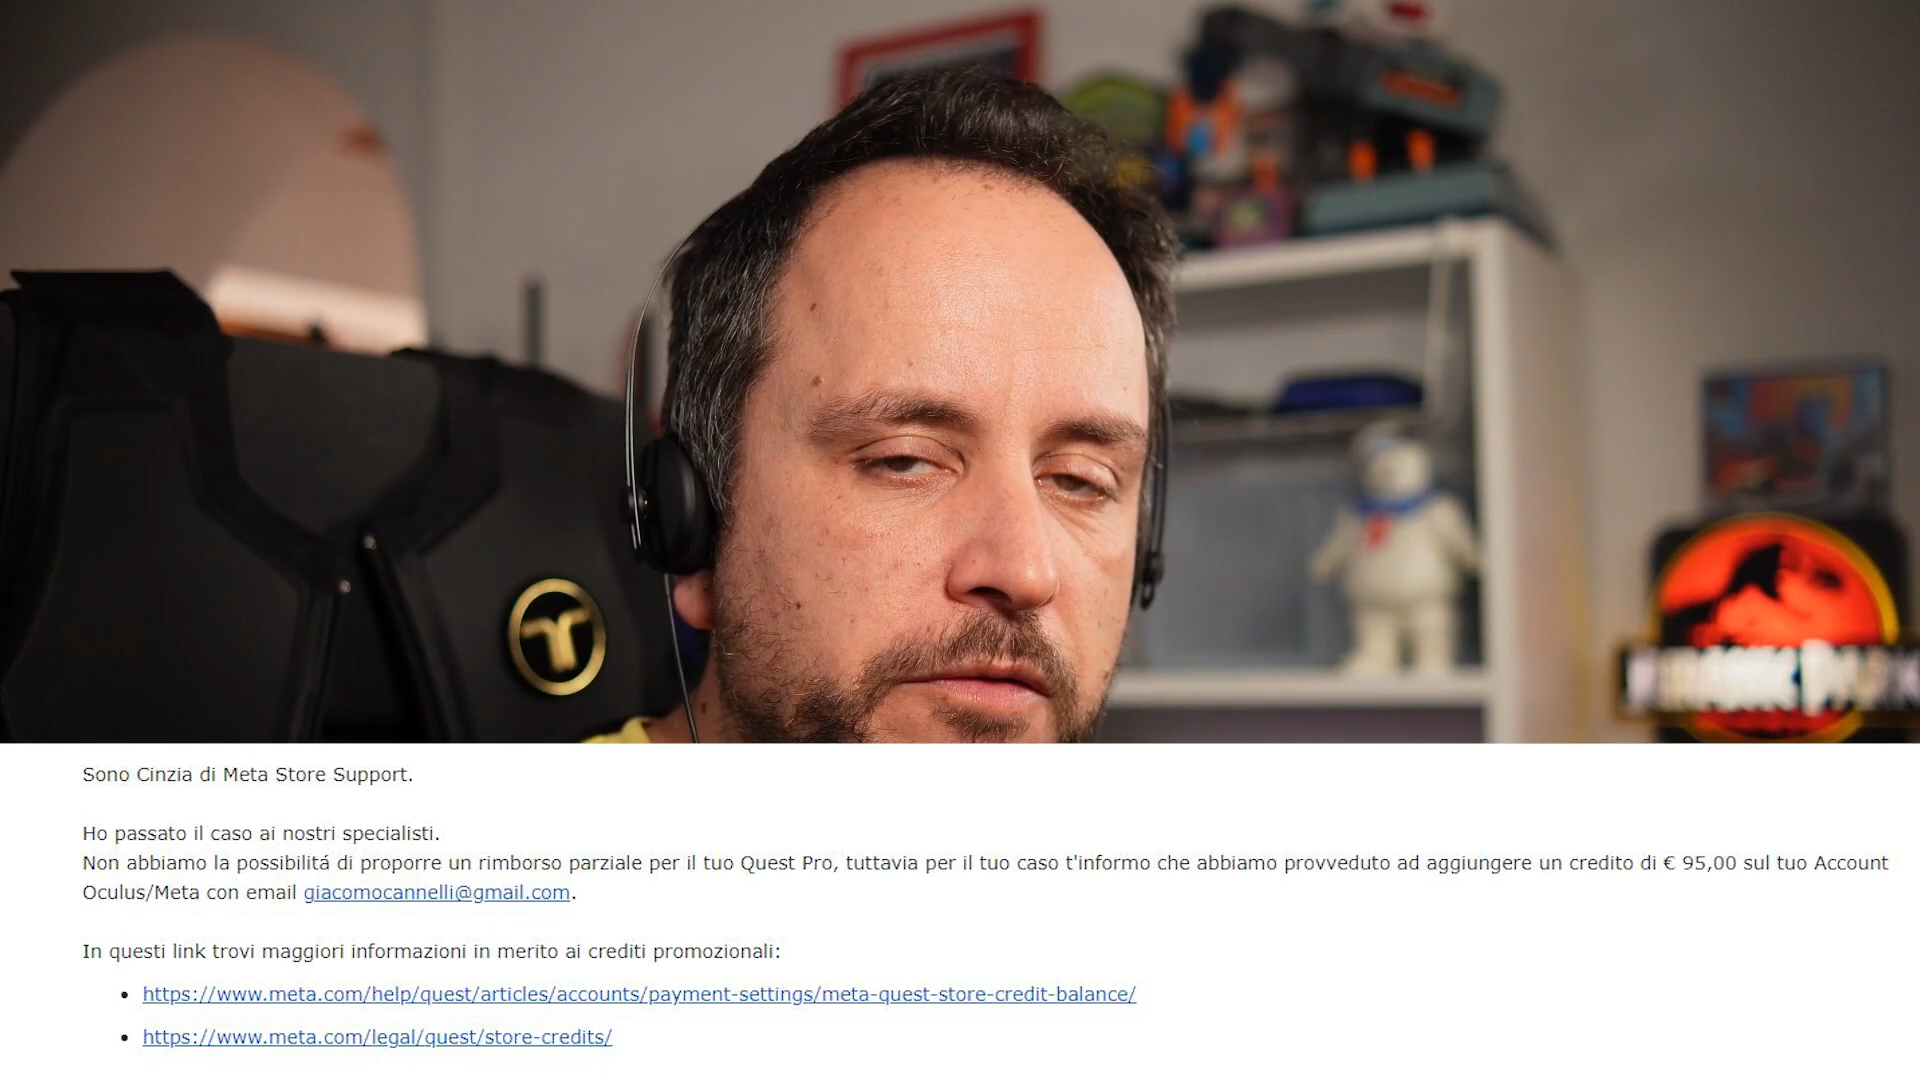 Sono Cinzia di Meta Store Support.
Ho passato il caso ai nostri specialisti.
Non abbiamo la possibilitá di proporre un rimborso parziale per il tuo Quest Pro, tuttavia per il tuo caso t'informo che abbiamo provveduto ad aggiungere un credito di € 95,00 sul tuo Account
Oculus/Meta con email giacomocannelli@gmail.com.
In questi link trovi maggiori informazioni in merito ai crediti promozionali:
• https://www.meta.com/help/quest/articles/accounts/payment-settings/meta-quest-store-credit-balance/
• https://www.meta.com/legal/quest/store-credits/